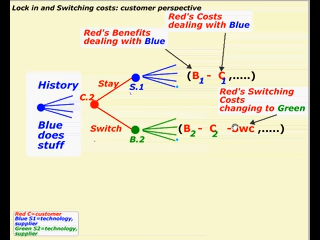 Lock in and Switching costs: customer perspective
Red's Costs
dealing with Blue
Red's Benefits
dealing with Blue
History
Stay
S.1
(B1 - C1 ,.....)
C.2
Red's Switching
Costs
changing to Green
Blue
does
stuff
Switch
B.2
(B2 - C2 -Swc ,.....)
Red C=customer
Blue S1=technology,
supplier
Green S2=technology,
supplier